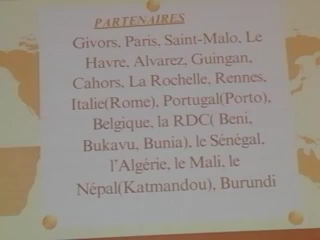 PARTENAIRES
Givors, Paris, Saint-Malo, Le
Havre, Alvarez, Guingan,
Cahors, La Rochelle, Rennes,
Italie(Rome), Portugal(Porto),
Belgique, la RDC( Beni,
Bukavu, Bunia), le Sénégal,
l'Algérie, le Mali, le
Népal(Katmandou), Burundi